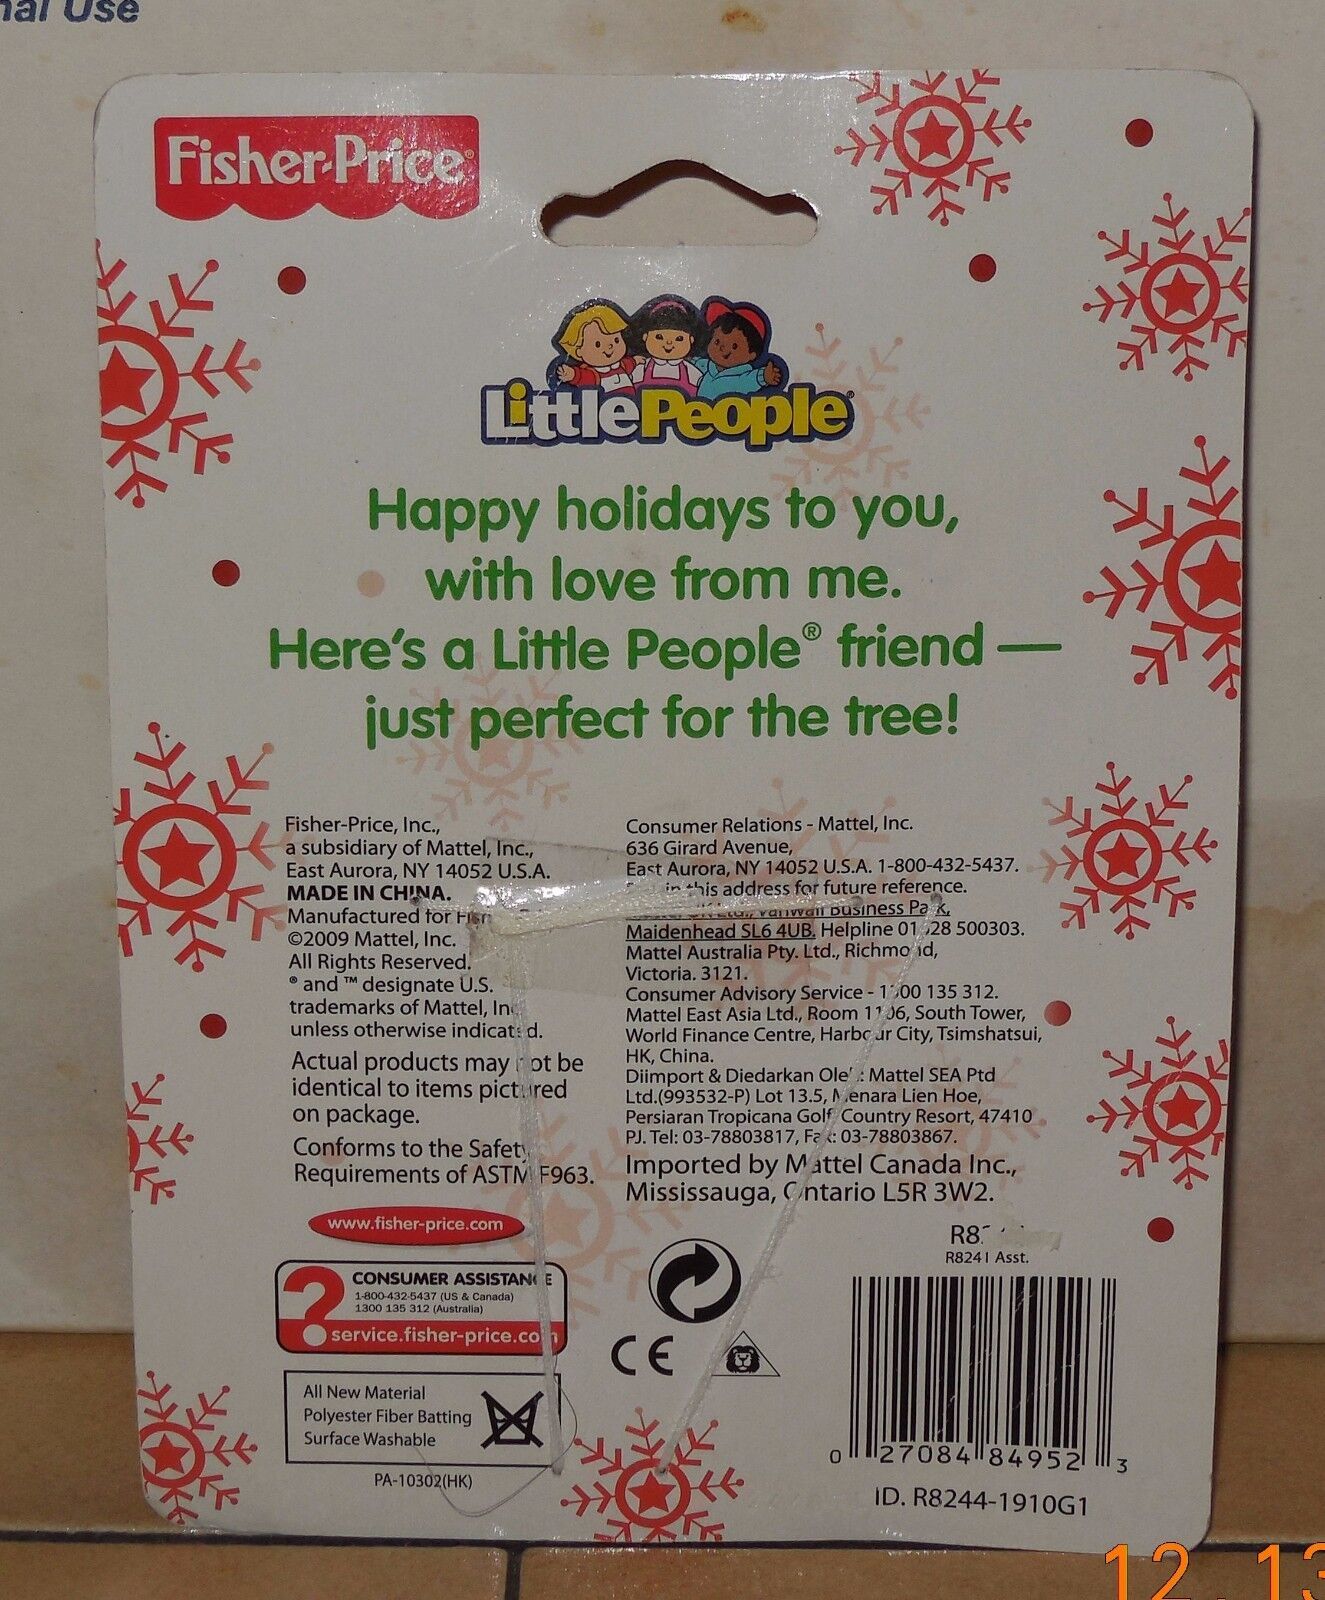 nal Use
Fisher-Price®
LittlePeople®
Happy holidays to you,
with love from me.
Here's a Little People® friend —
just perfect for the tree!
Fisher-Price, Inc.,
a subsidiary of Mattel, Inc.,
East Aurora, NY 14052 U.S.A.
MADE IN CHINA.
Manufactured for
©2009 Mattel, Inc.
All Rights Reserved.
® and ™ designate U.S.
trademarks of Mattel, Inc
unless otherwise indicated.
Actual products may not be
identical to items pictured
on package.
Conforms to the Safety
Requirements of ASTM F963.
www.fisher-price.com
?
CONSUMER ASSISTANCE
1-800-432-5437 (US & Canada)
1300 135 312 (Australia)
service.fisher-price.com
All New Material
Polyester Fiber Batting
Surface Washable
PA-10302(HK)
Consumer Relations - Mattel, Inc.
636 Girard Avenue,
East Aurora, NY 14052 U.S.A. 1-800-432-5437.
this address for future reference.
Vanwall Business Park,
Maidenhead SL6 4UB. Helpline 01628 500303.
Mattel Australia Pty. Ltd., Richmond,
Victoria. 3121.
Consumer Advisory Service - 1300 135 312.
Mattel East Asia Ltd., Room 1106, South Tower,
World Finance Centre, Harbour City, Tsimshatsui,
HK, China.
Diimport & Diedarkan Oleh: Mattel SEA Ptd
Ltd.(993532-P) Lot 13.5, Menara Lien Hoe,
Persiaran Tropicana Golf Country Resort, 47410
PJ. Tel: 03-78803817, Fax: 03-78803867.
Imported by Mattel Canada Inc.,
Mississauga, Ontario L5R 3W2.
R8241 Asst.
CE
0 27084 84952 3
ID. R8244-1910G1
12.13